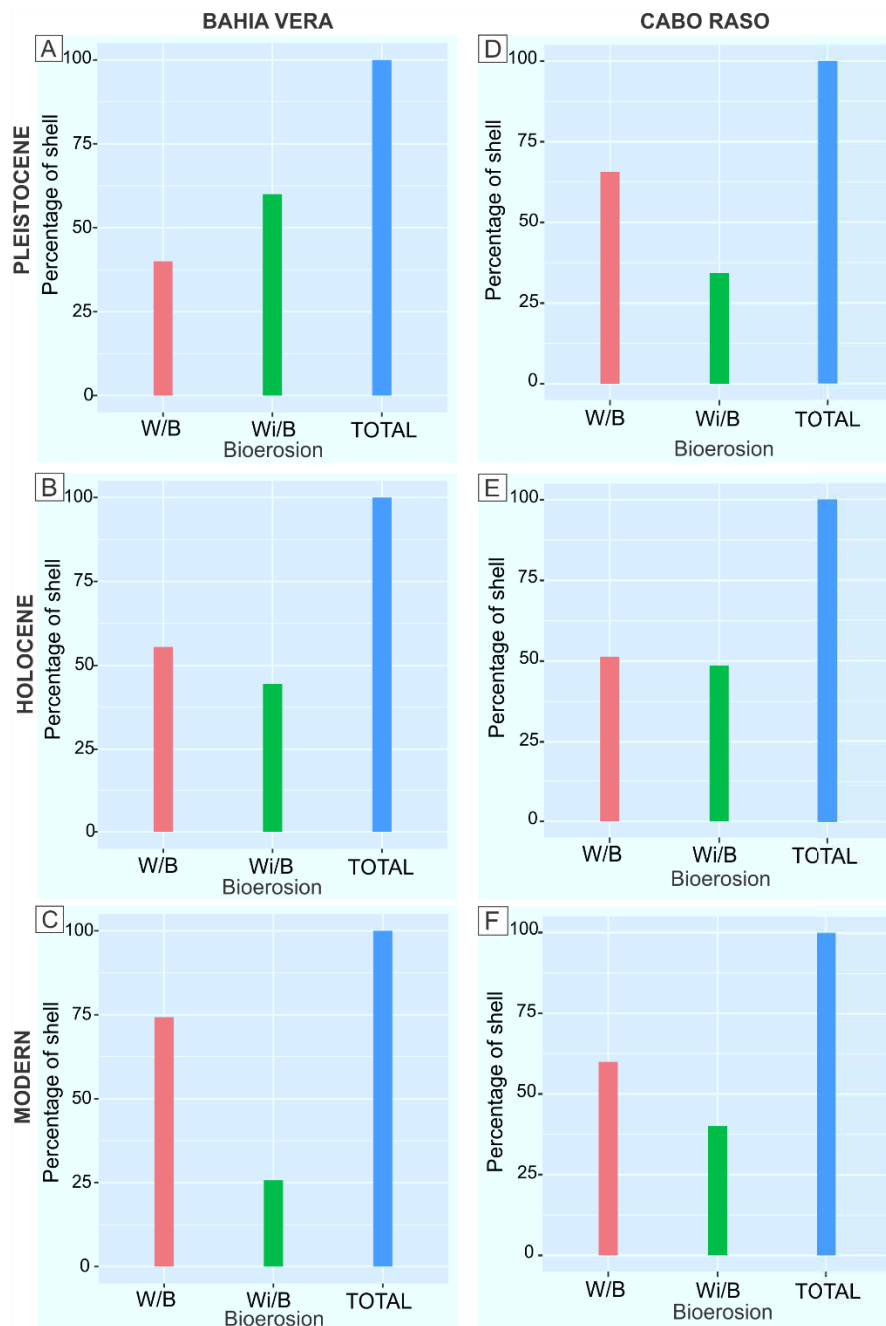 BAHIA VERA
CABO RASO
PLEISTOCENE
A
Percentage of shell
100
75
50
25
0
W/B Wi/B TOTAL
Bioerosion
D
Percentage of shell
100
75
50
25
0
W/B Wi/B TOTAL
Bioerosion
HOLOCENE
B
Percentage of shell
100
75
50
25
0
W/B Wi/B TOTAL
Bioerosion
E
Percentage of shell
100
75
50
25
0
W/B Wi/B TOTAL
Bioerosion
MODERN
C
Percentage of shell
100
75
50
25
0
W/B Wi/B TOTAL
Bioerosion
F
Percentage of shell
100
75
50
25
0
W/B Wi/B TOTAL
Bioerosion